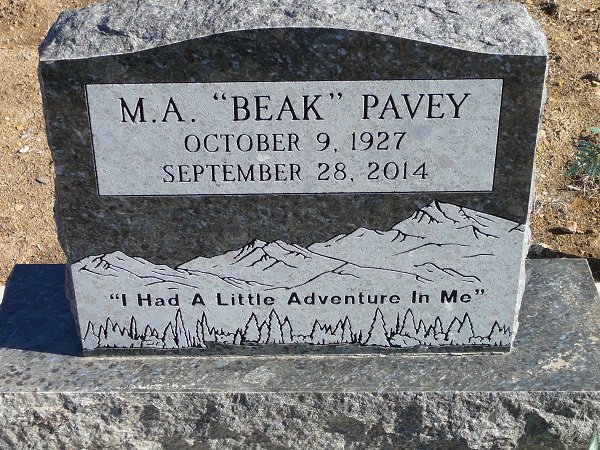 M.A. “BEAK” PAVEY
OCTOBER 9, 1927
SEPTEMBER 28, 2014
“I Had A Little Adventure In Me”